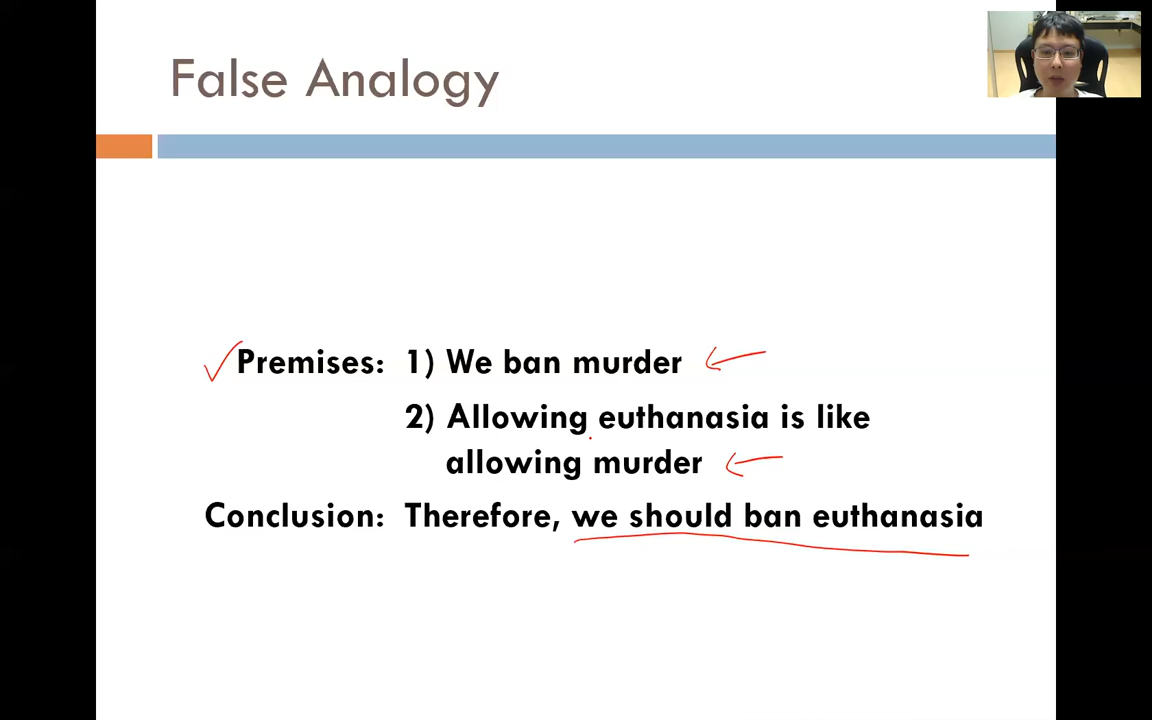 False Analogy
Premises: 1) We ban murder
2) Allowing euthanasia is like
allowing murder
Conclusion: Therefore, we should ban euthanasia